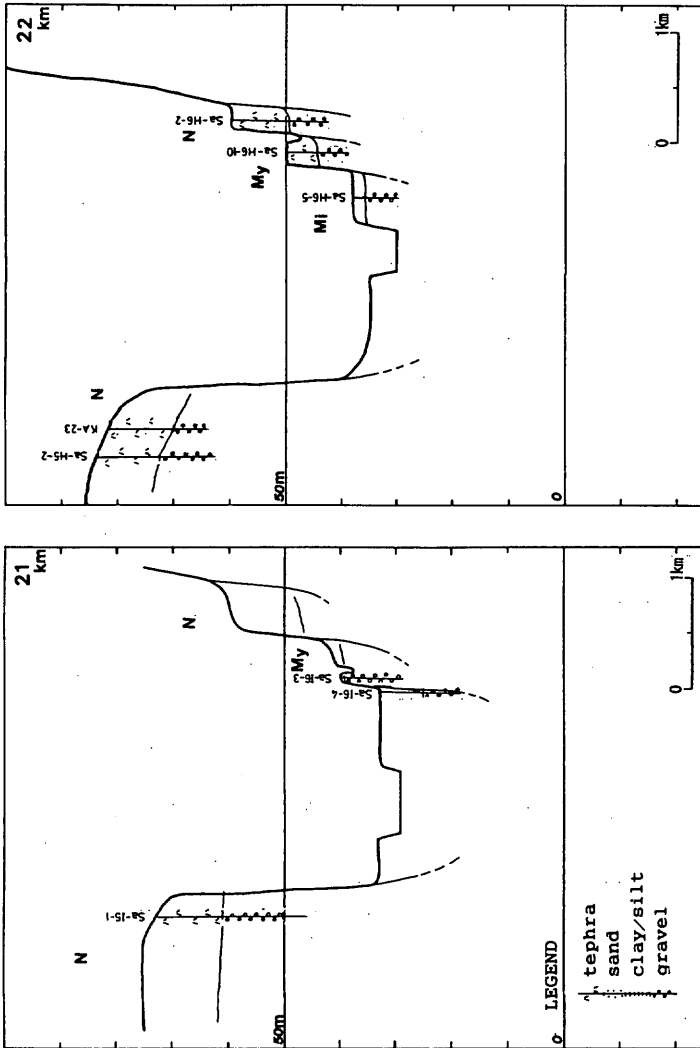 21
km
N
My
Sa-I6-3
Sa-I6-4
Sa-I5-1
N
50m
0
0
1km
LEGEND
tephra
sand
clay/silt
gravel
22
km
Sa-H6-2
N
Sa-H6-10
My
Sa-H6-5
Mi
N
KA-23
Sa-H5-2
50m
0
0
1km